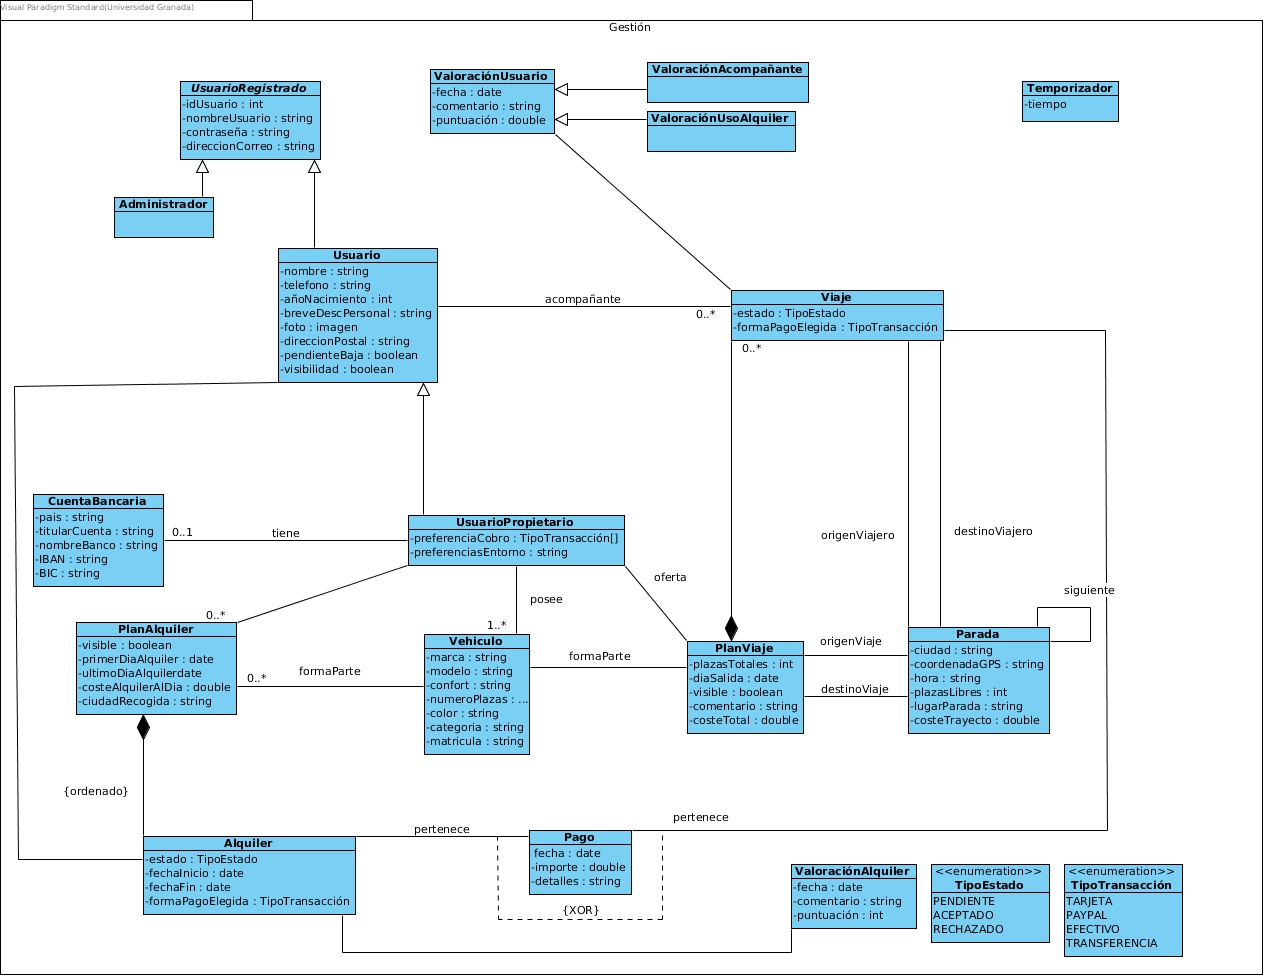 Visual Paradigm Standard(Universidad Granada)
Gestión
UsuarioRegistrado
-idUsuario : int
-nombreUsuario : string
-contraseña : string
-direccionCorreo : string
ValoraciónUsuario
-fecha : date
-comentario : string
-puntuación : double
ValoraciónAcompañante
ValoraciónUsoAlquiler
Temporizador
-tiempo
Administrador
Usuario
-nombre : string
-telefono : string
-añoNacimiento : int
-breveDescPersonal : string
-foto : imagen
-direccionPostal : string
-pendienteBaja : boolean
-visibilidad : boolean
acompañante
0..*
Viaje
-estado : TipoEstado
-formaPagoElegida : TipoTransacción
0..*
CuentaBancaria
-pais : string
-titularCuenta : string
-nombreBanco : string
-IBAN : string
-BIC : string
0..1
tiene
UsuarioPropietario
-preferenciaCobro : TipoTransacción[]
-preferenciasEntorno : string
origenViajero
destinoViajero
oferta
posee
siguiente
0..*
1..*
PlanAlquiler
-visible : boolean
-primerDiaAlquiler : date
-ultimoDiaAlquilerdate
-costeAlquilerAlDia : double
-ciudadRecogida : string
0..*
formaParte
Vehiculo
-marca : string
-modelo : string
-confort : string
-numeroPlazas : ...
-color : string
-categoria : string
-matricula : string
formaParte
PlanViaje
-plazasTotales : int
-diaSalida : date
-visible : boolean
-comentario : string
-costeTotal : double
origenViaje
destinoViaje
Parada
-ciudad : string
-coordenadaGPS : string
-hora : string
-plazasLibres : int
-lugarParada : string
-costeTrayecto : double
{ordenado}
pertenece
pertenece
Alquiler
-estado : TipoEstado
-fechaInicio : date
-fechaFin : date
-formaPagoElegida : TipoTransacción
Pago
fecha : date
-importe : double
-detalles : string
{XOR}
ValoraciónAlquiler
-fecha : date
-comentario : string
-puntuación : int
<<enumeration>>
TipoEstado
PENDIENTE
ACEPTADO
RECHAZADO
<<enumeration>>
TipoTransacción
TARJETA
PAYPAL
EFECTIVO
TRANSFERENCIA